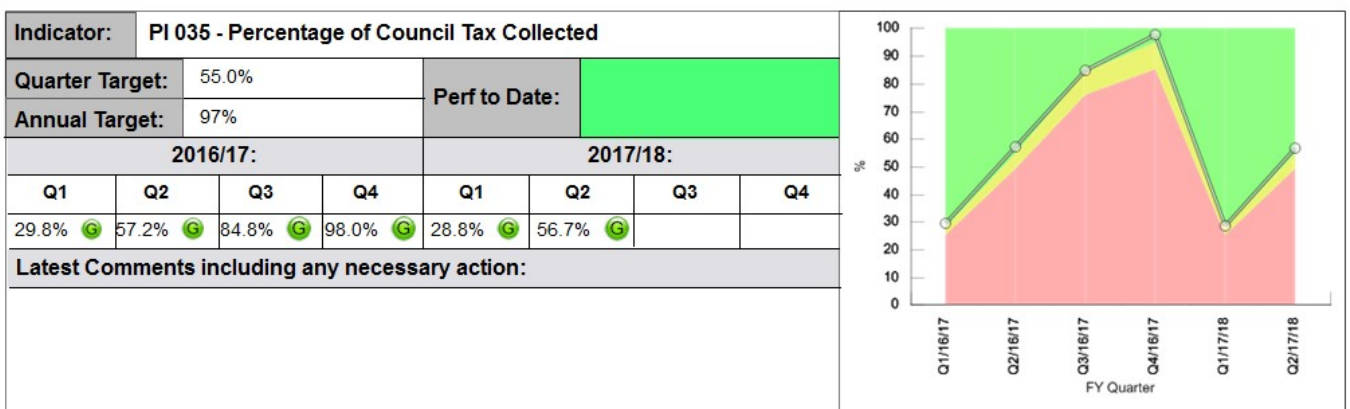 Indicator: PI 035 - Percentage of Council Tax Collected
Quarter Target: 55.0%
Perf to Date:
Annual Target: 97%
2016/17: 2017/18:
Q1 Q2 Q3 Q4 Q1 Q2 Q3 Q4
29.8% G 57.2% G 84.8% G 98.0% G 28.8% G 56.7% G
Latest Comments including any necessary action:
%
100
90
80
70
60
50
40
30
20
10
0
%
Q1/16/17
Q2/16/17
Q3/16/17
Q4/16/17
Q1/17/18
Q2/17/18
FY Quarter